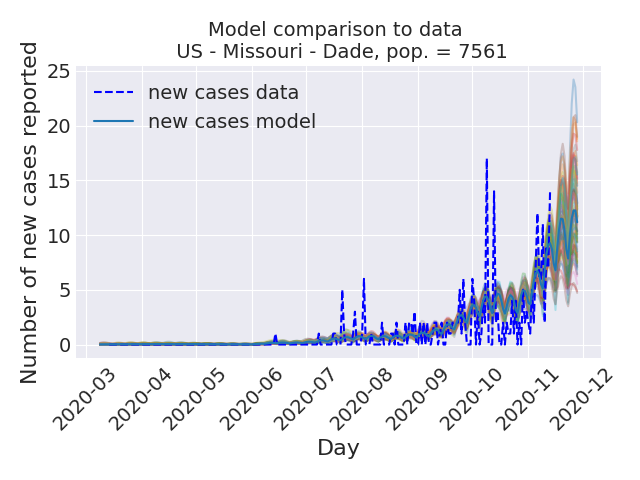 Model comparison to data
US - Missouri - Dade, pop. = 7561
Number of new cases reported
25
20
15
10
5
0
new cases data
new cases model
2020-03
2020-04
2020-05
2020-06
2020-07
2020-08
2020-09
2020-10
2020-11
2020-12
Day